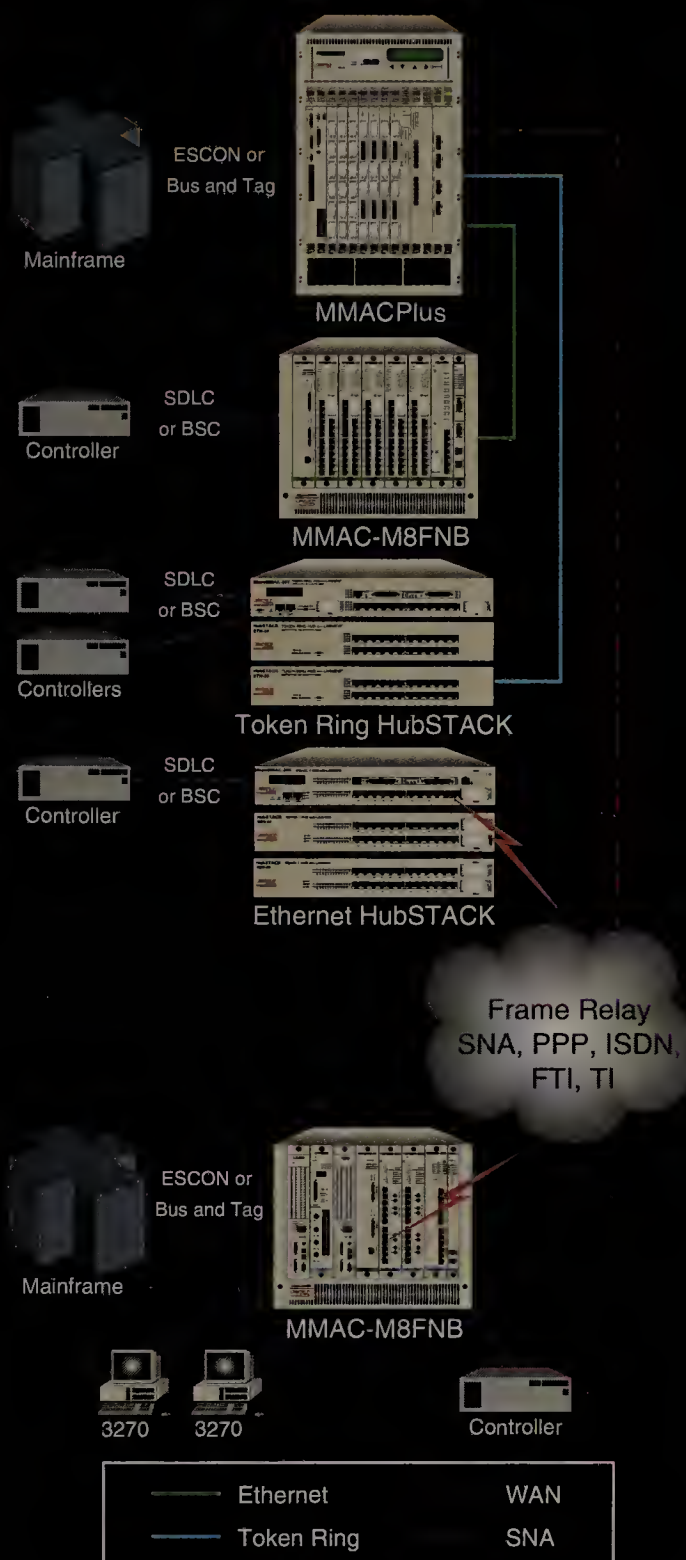 ESCON or
Bus and Tag
Mainframe
MMACPlus
SDLC
or BSC
Controller
MMAC-M8FNB
SDLC
or BSC
Controllers
Token Ring HubSTACK
SDLC
or BSC
Controller
Ethernet HubSTACK
Frame Relay
SNA, PPP, ISDN,
FTI, TI
ESCON or
Bus and Tag
Mainframe
MMAC-M8FNB
3270
3270
Controller
Ethernet
WAN
Token Ring
SNA